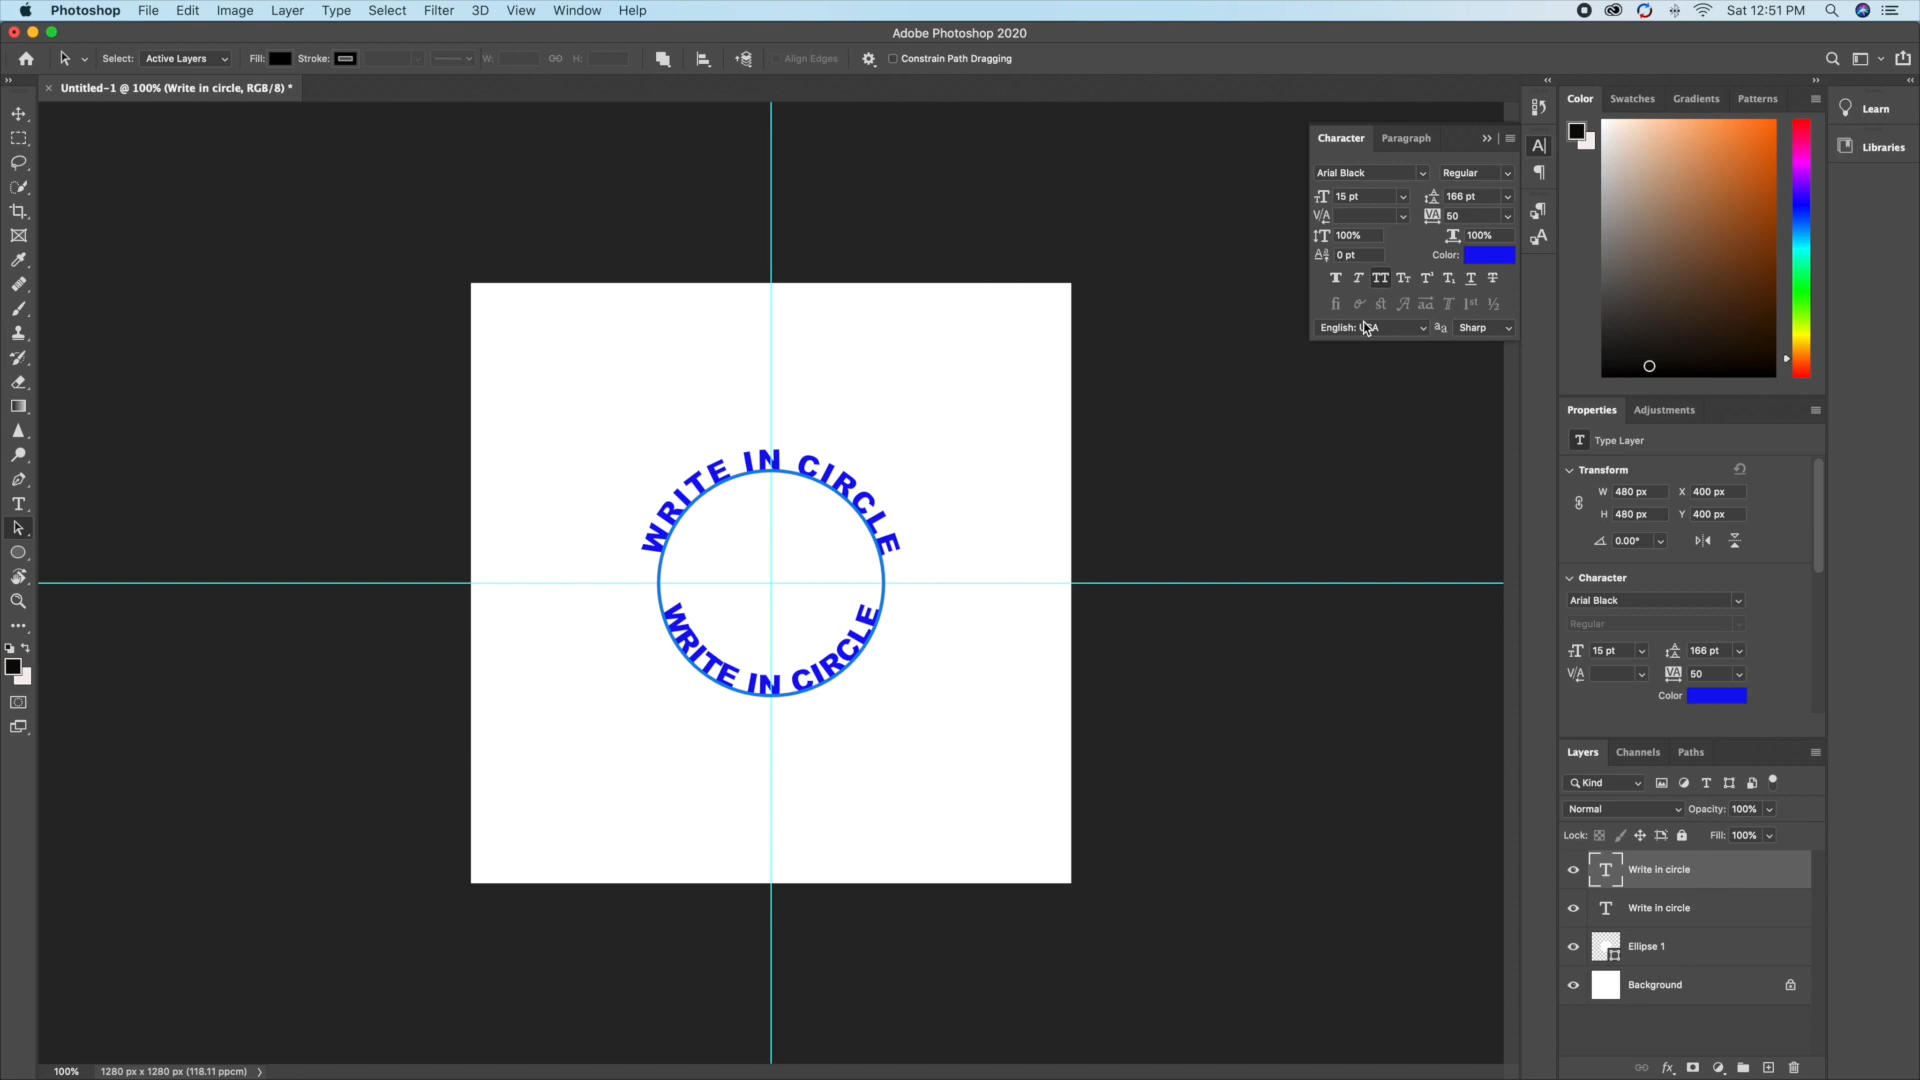 Photoshop File Edit Image Layer Type Select Filter 3D View Window Help Sat 12:51 PM
Adobe Photoshop 2020
Select: Active Layers Fill: Stroke: W: H: Align Edges Constrain Path Dragging
× Untitled-1 @ 100% (Write in circle, RGB/8) *
Color Swatches Gradients Patterns
Learn
Libraries
Character Paragraph
Arial Black Regular
15 pt 166 pt
50
100% 100%
0 pt Color:
English: USA Sharp
WRITE IN CIRCLE
WRITE IN CIRCLE
Properties Adjustments
T Type Layer
Transform
W 480 px X 400 px
H 480 px Y 400 px
0.00°
Character
Arial Black
Regular
15 pt 166 pt
50
Color
Layers Channels Paths
Kind
Normal Opacity: 100%
Lock: Fill: 100%
T Write in circle
T Write in circle
Ellipse 1
Background
100% 1280 px x 1280 px (118.11 ppcm)